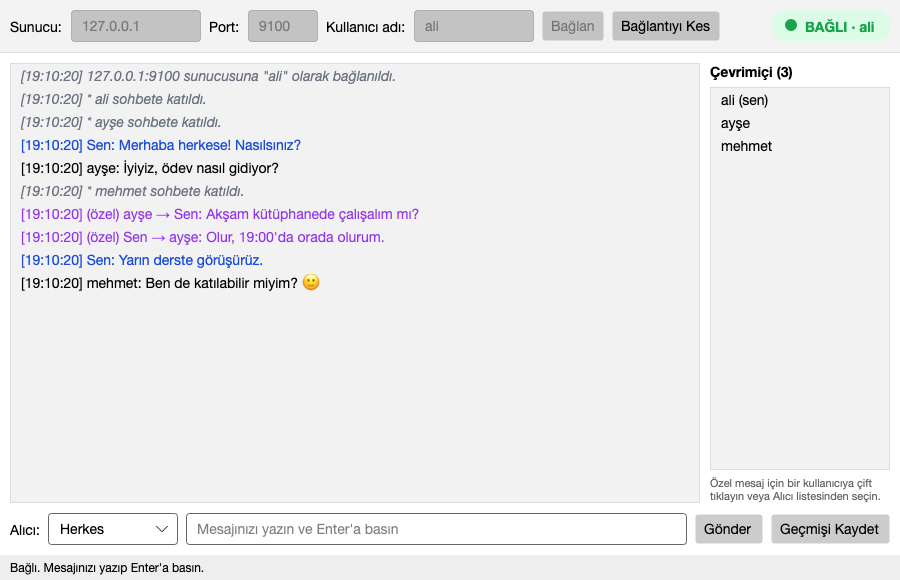 Sunucu: 127.0.0.1 Port: 9100 Kullanıcı adı: ali Bağlan Bağlantıyı Kes BAĞLI · ali
[19:10:20] 127.0.0.1:9100 sunucusuna "ali" olarak bağlanıldı.
[19:10:20] * ali sohbete katıldı.
[19:10:20] * ayşe sohbete katıldı.
[19:10:20] Sen: Merhaba herkese! Nasılsınız?
[19:10:20] ayşe: İyiyiz, ödev nasıl gidiyor?
[19:10:20] * mehmet sohbete katıldı.
[19:10:20] (özel) ayşe → Sen: Akşam kütüphanede çalışalım mı?
[19:10:20] (özel) Sen → ayşe: Olur, 19:00'da orada olurum.
[19:10:20] Sen: Yarın derste görüşürüz.
[19:10:20] mehmet: Ben de katılabilir miyim? 🙂
Çevrimiçi (3)
ali (sen)
ayşe
mehmet
Özel mesaj için bir kullanıcıya çift
tıklayın veya Alıcı listesinden seçin.
Alıcı: Herkes Mesajınızı yazın ve Enter'a basın Gönder Geçmişi Kaydet
Bağlı. Mesajınızı yazıp Enter'a basın.